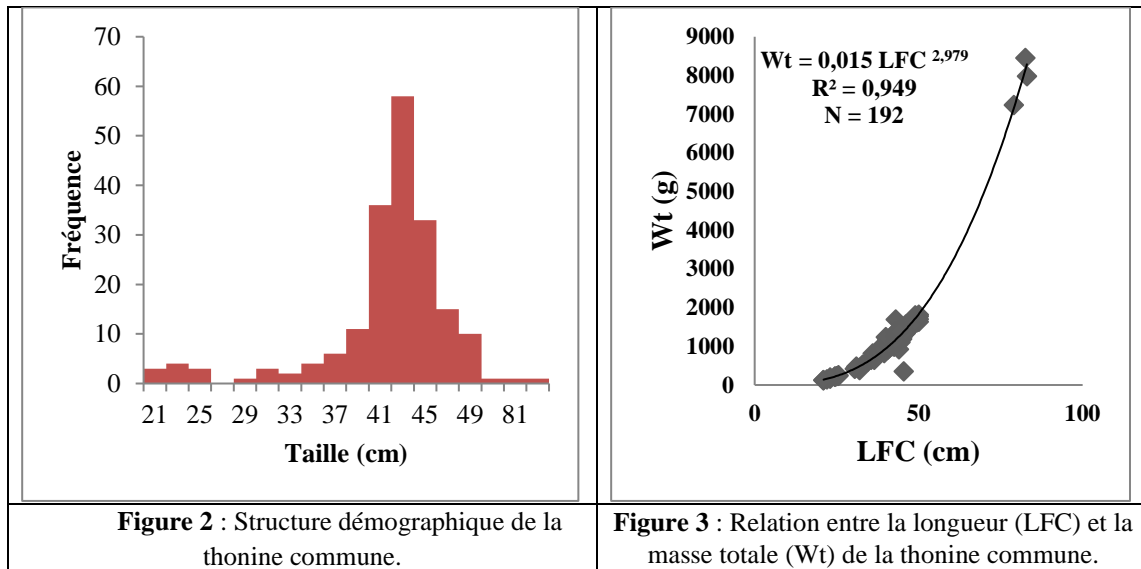 70
60
50
40
30
20
10
0
Fréquence
21 25 29 33 37 41 45 49 81
Taille (cm)
9000
8000
7000
6000
5000
4000
3000
2000
1000
0
Wt (g)
Wt = 0,015 LFC 2,979
R² = 0,949
N = 192
0 50 100
LFC (cm)
Figure 2 : Structure démographique de la
thonine commune.
Figure 3 : Relation entre la longueur (LFC) et la
masse totale (Wt) de la thonine commune.